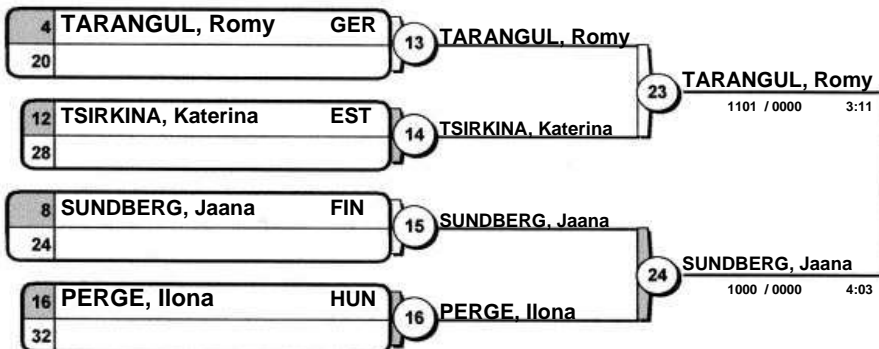 4 TARANGUL, Romy GER
20
13 TARANGUL, Romy
12 TSIRKINA, Katerina EST
28
14 TSIRKINA, Katerina
23 TARANGUL, Romy
1101 / 0000 3:11
8 SUNDBERG, Jaana FIN
24
15 SUNDBERG, Jaana
16 PERGE, Ilona HUN
32
16 PERGE, Ilona
24 SUNDBERG, Jaana
1000 / 0000 4:03